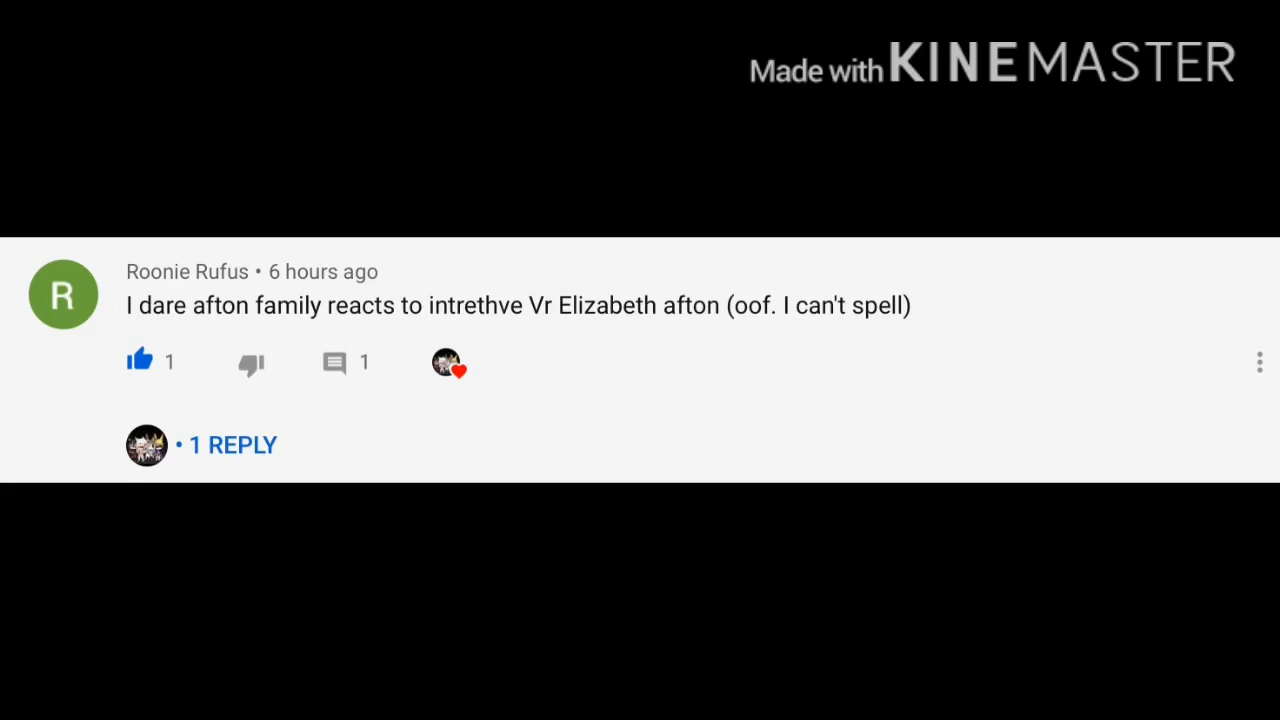 Made with KINEMASTER
R
Roonie Rufus • 6 hours ago
I dare afton family reacts to intrethve Vr Elizabeth afton (oof. I can't spell)
1 1
• 1 REPLY